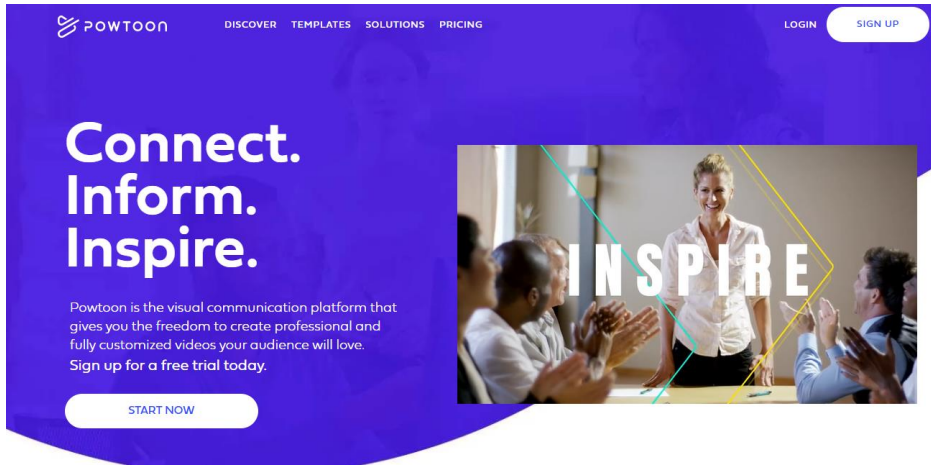 POWTOON
DISCOVER TEMPLATES SOLUTIONS PRICING
LOGIN
SIGN UP
Connect.
Inform.
Inspire.
Powtoon is the visual communication platform that
gives you the freedom to create professional and
fully customized videos your audience will love.
Sign up for a free trial today.
START NOW
INSPIRE